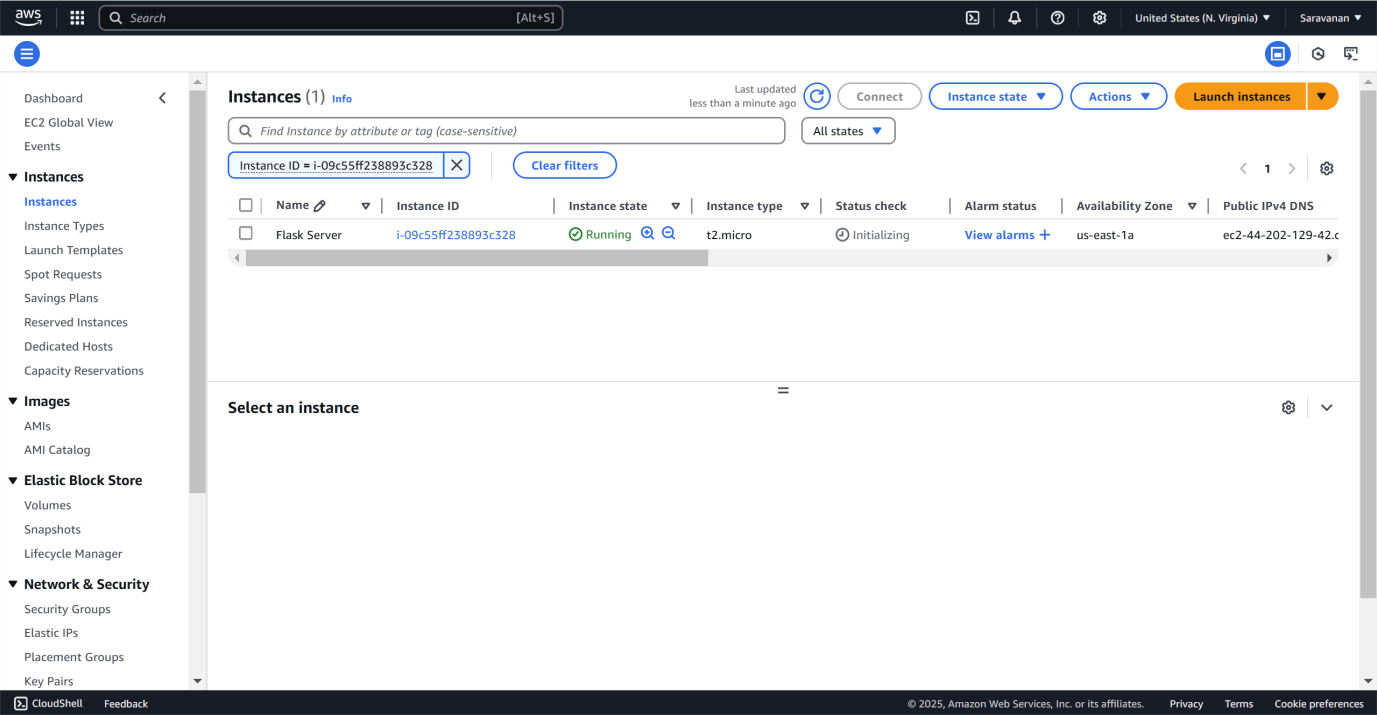 aws
Search [Alt+S]
United States (N. Virginia)
Saravanan
Dashboard
EC2 Global View
Events
Instances
Instances
Instance Types
Launch Templates
Spot Requests
Savings Plans
Reserved Instances
Dedicated Hosts
Capacity Reservations
Images
AMIs
AMI Catalog
Elastic Block Store
Volumes
Snapshots
Lifecycle Manager
Network & Security
Security Groups
Elastic IPs
Placement Groups
Key Pairs
Instances (1) Info
Last updated
less than a minute ago
Connect
Instance state
Actions
Launch instances
Find Instance by attribute or tag (case-sensitive)
All states
Instance ID = i-09c55ff238893c328
Clear filters
1
Name Instance ID Instance state Instance type Status check Alarm status Availability Zone Public IPv4 DNS
Flask Server i-09c55ff238893c328 Running t2.micro Initializing View alarms + us-east-1a ec2-44-202-129-42.c
Select an instance
CloudShell Feedback © 2025, Amazon Web Services, Inc. or its affiliates. Privacy Terms Cookie preferences